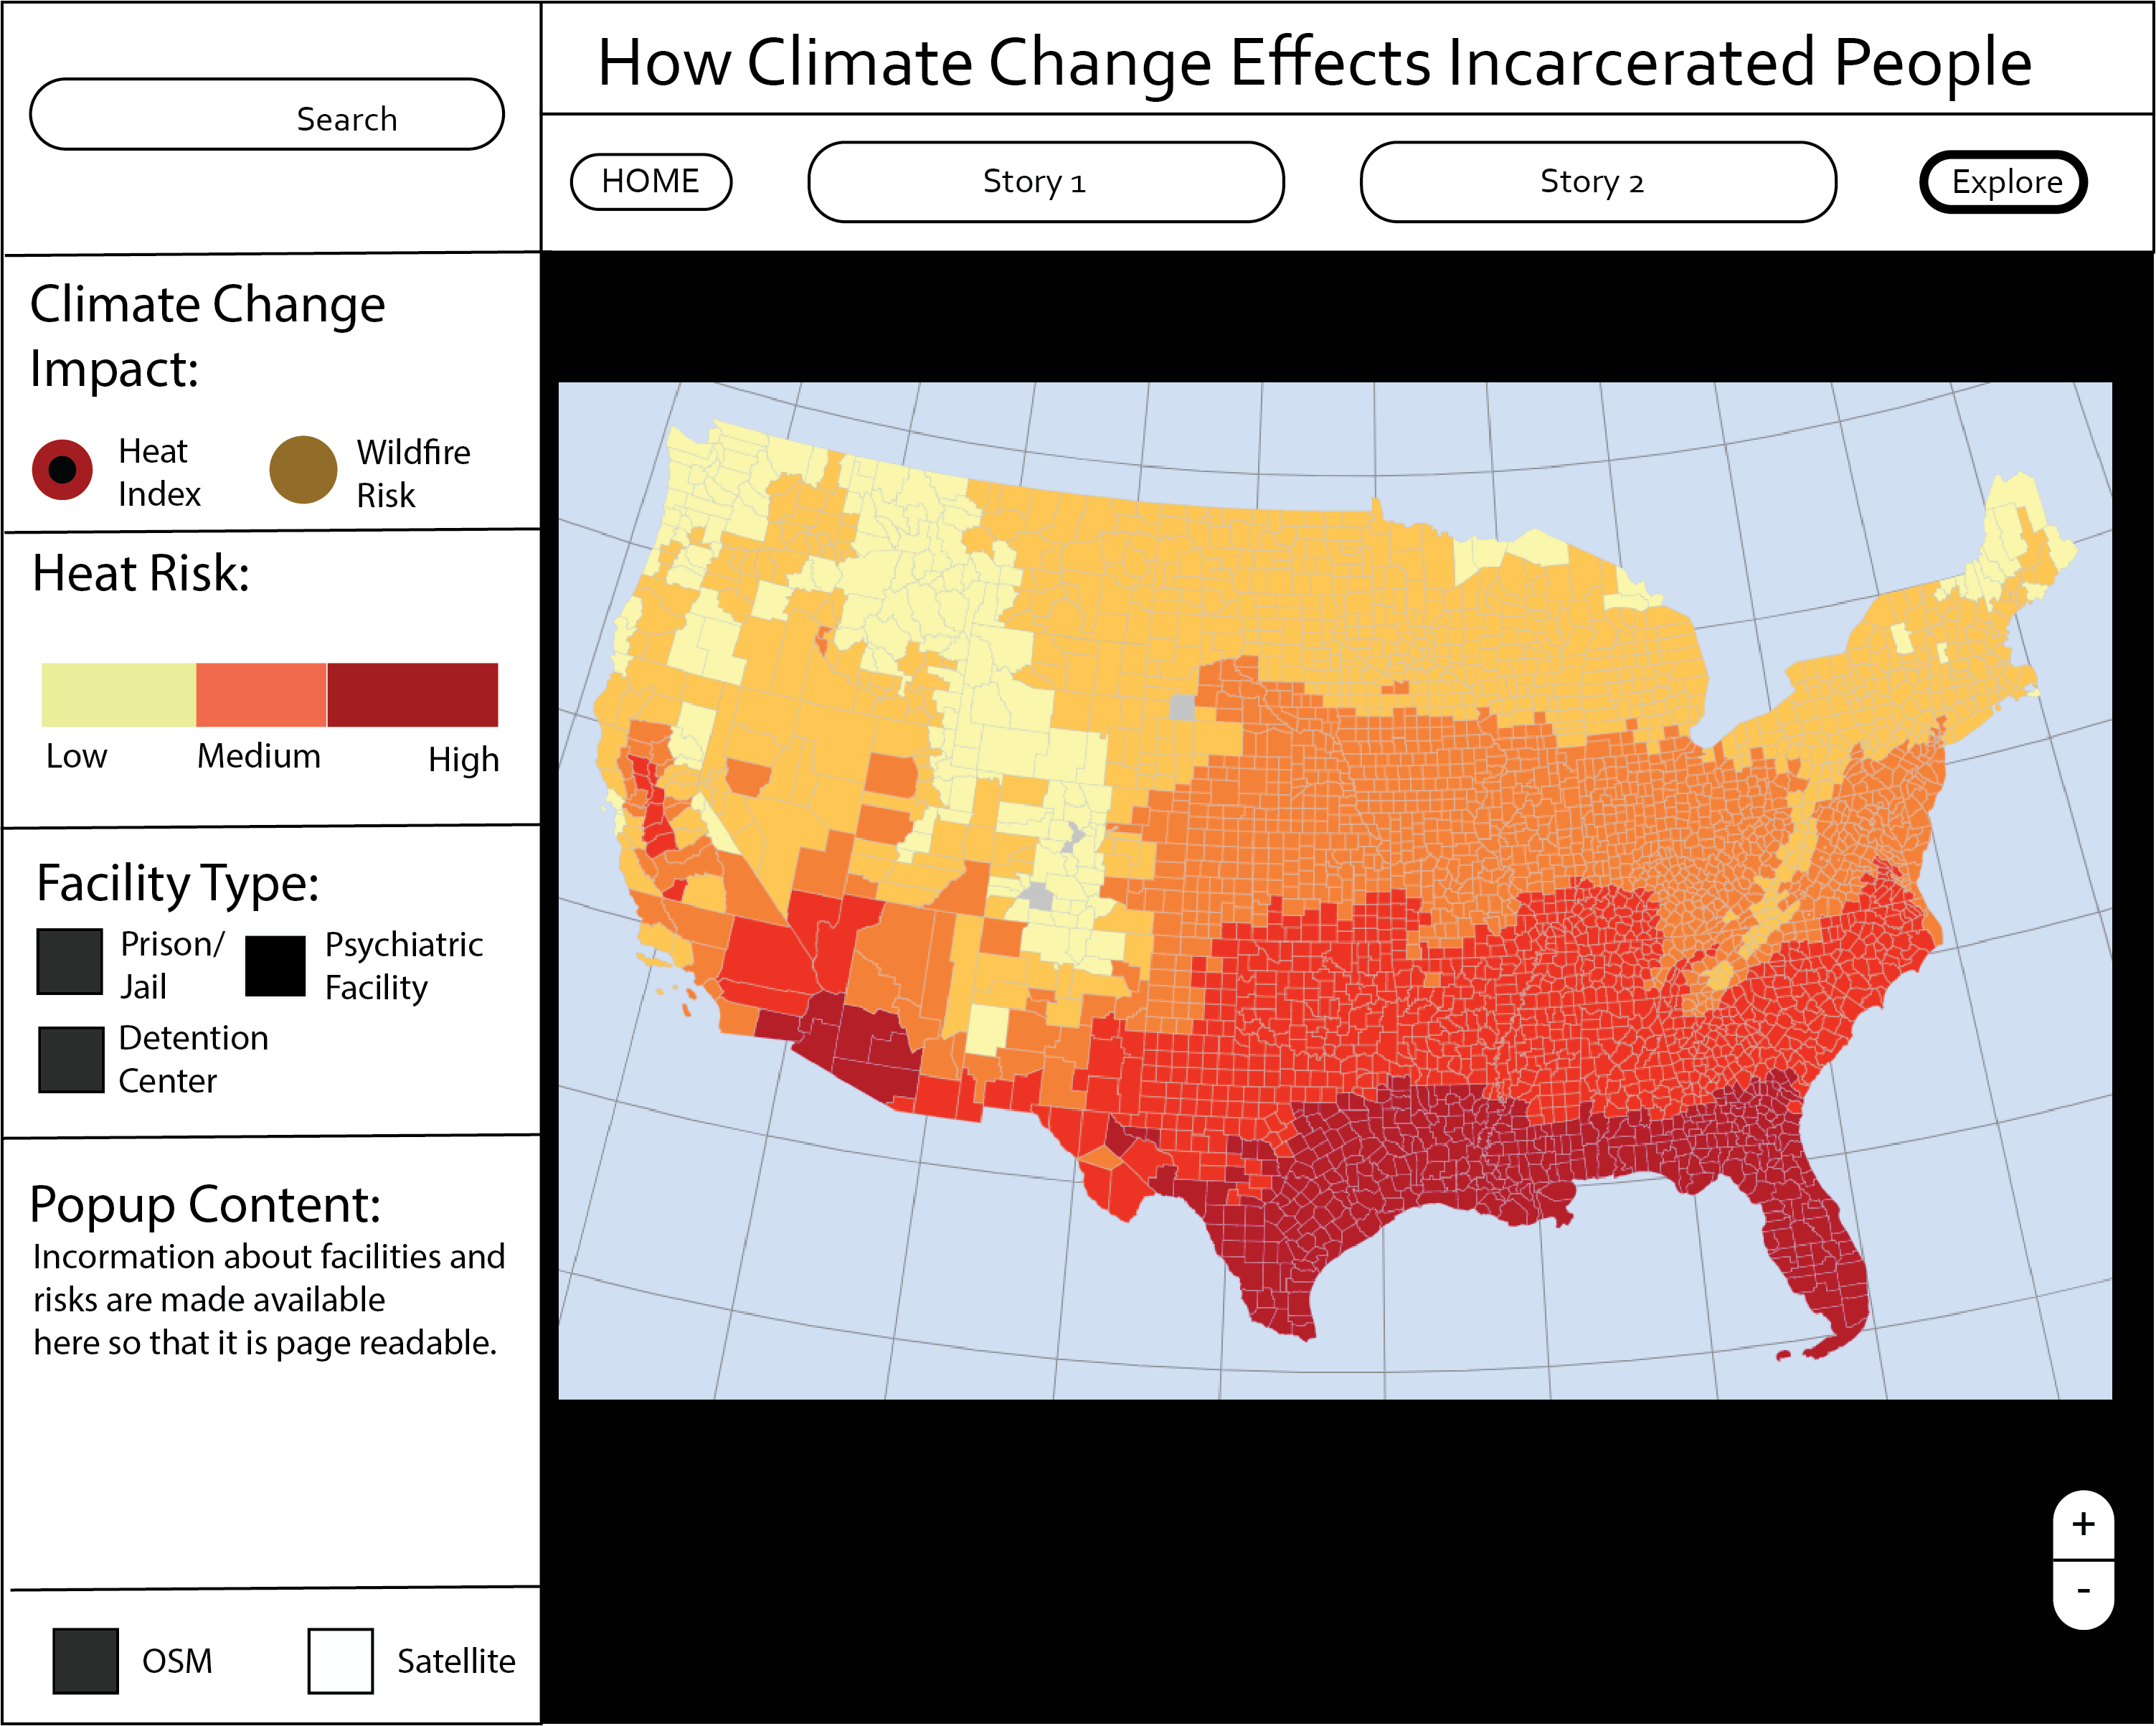 How Climate Change Effects Incarcerated People
Search
HOME
Story 1
Story 2
Explore
Climate Change
Impact:
Heat
Index
Wildfire
Risk
Heat Risk:
Low
Medium
High
Facility Type:
Prison/
Jail
Psychiatric
Facility
Detention
Center
Popup Content:
Incormation about facilities and
risks are made available
here so that it is page readable.
OSM
Satellite
+
-